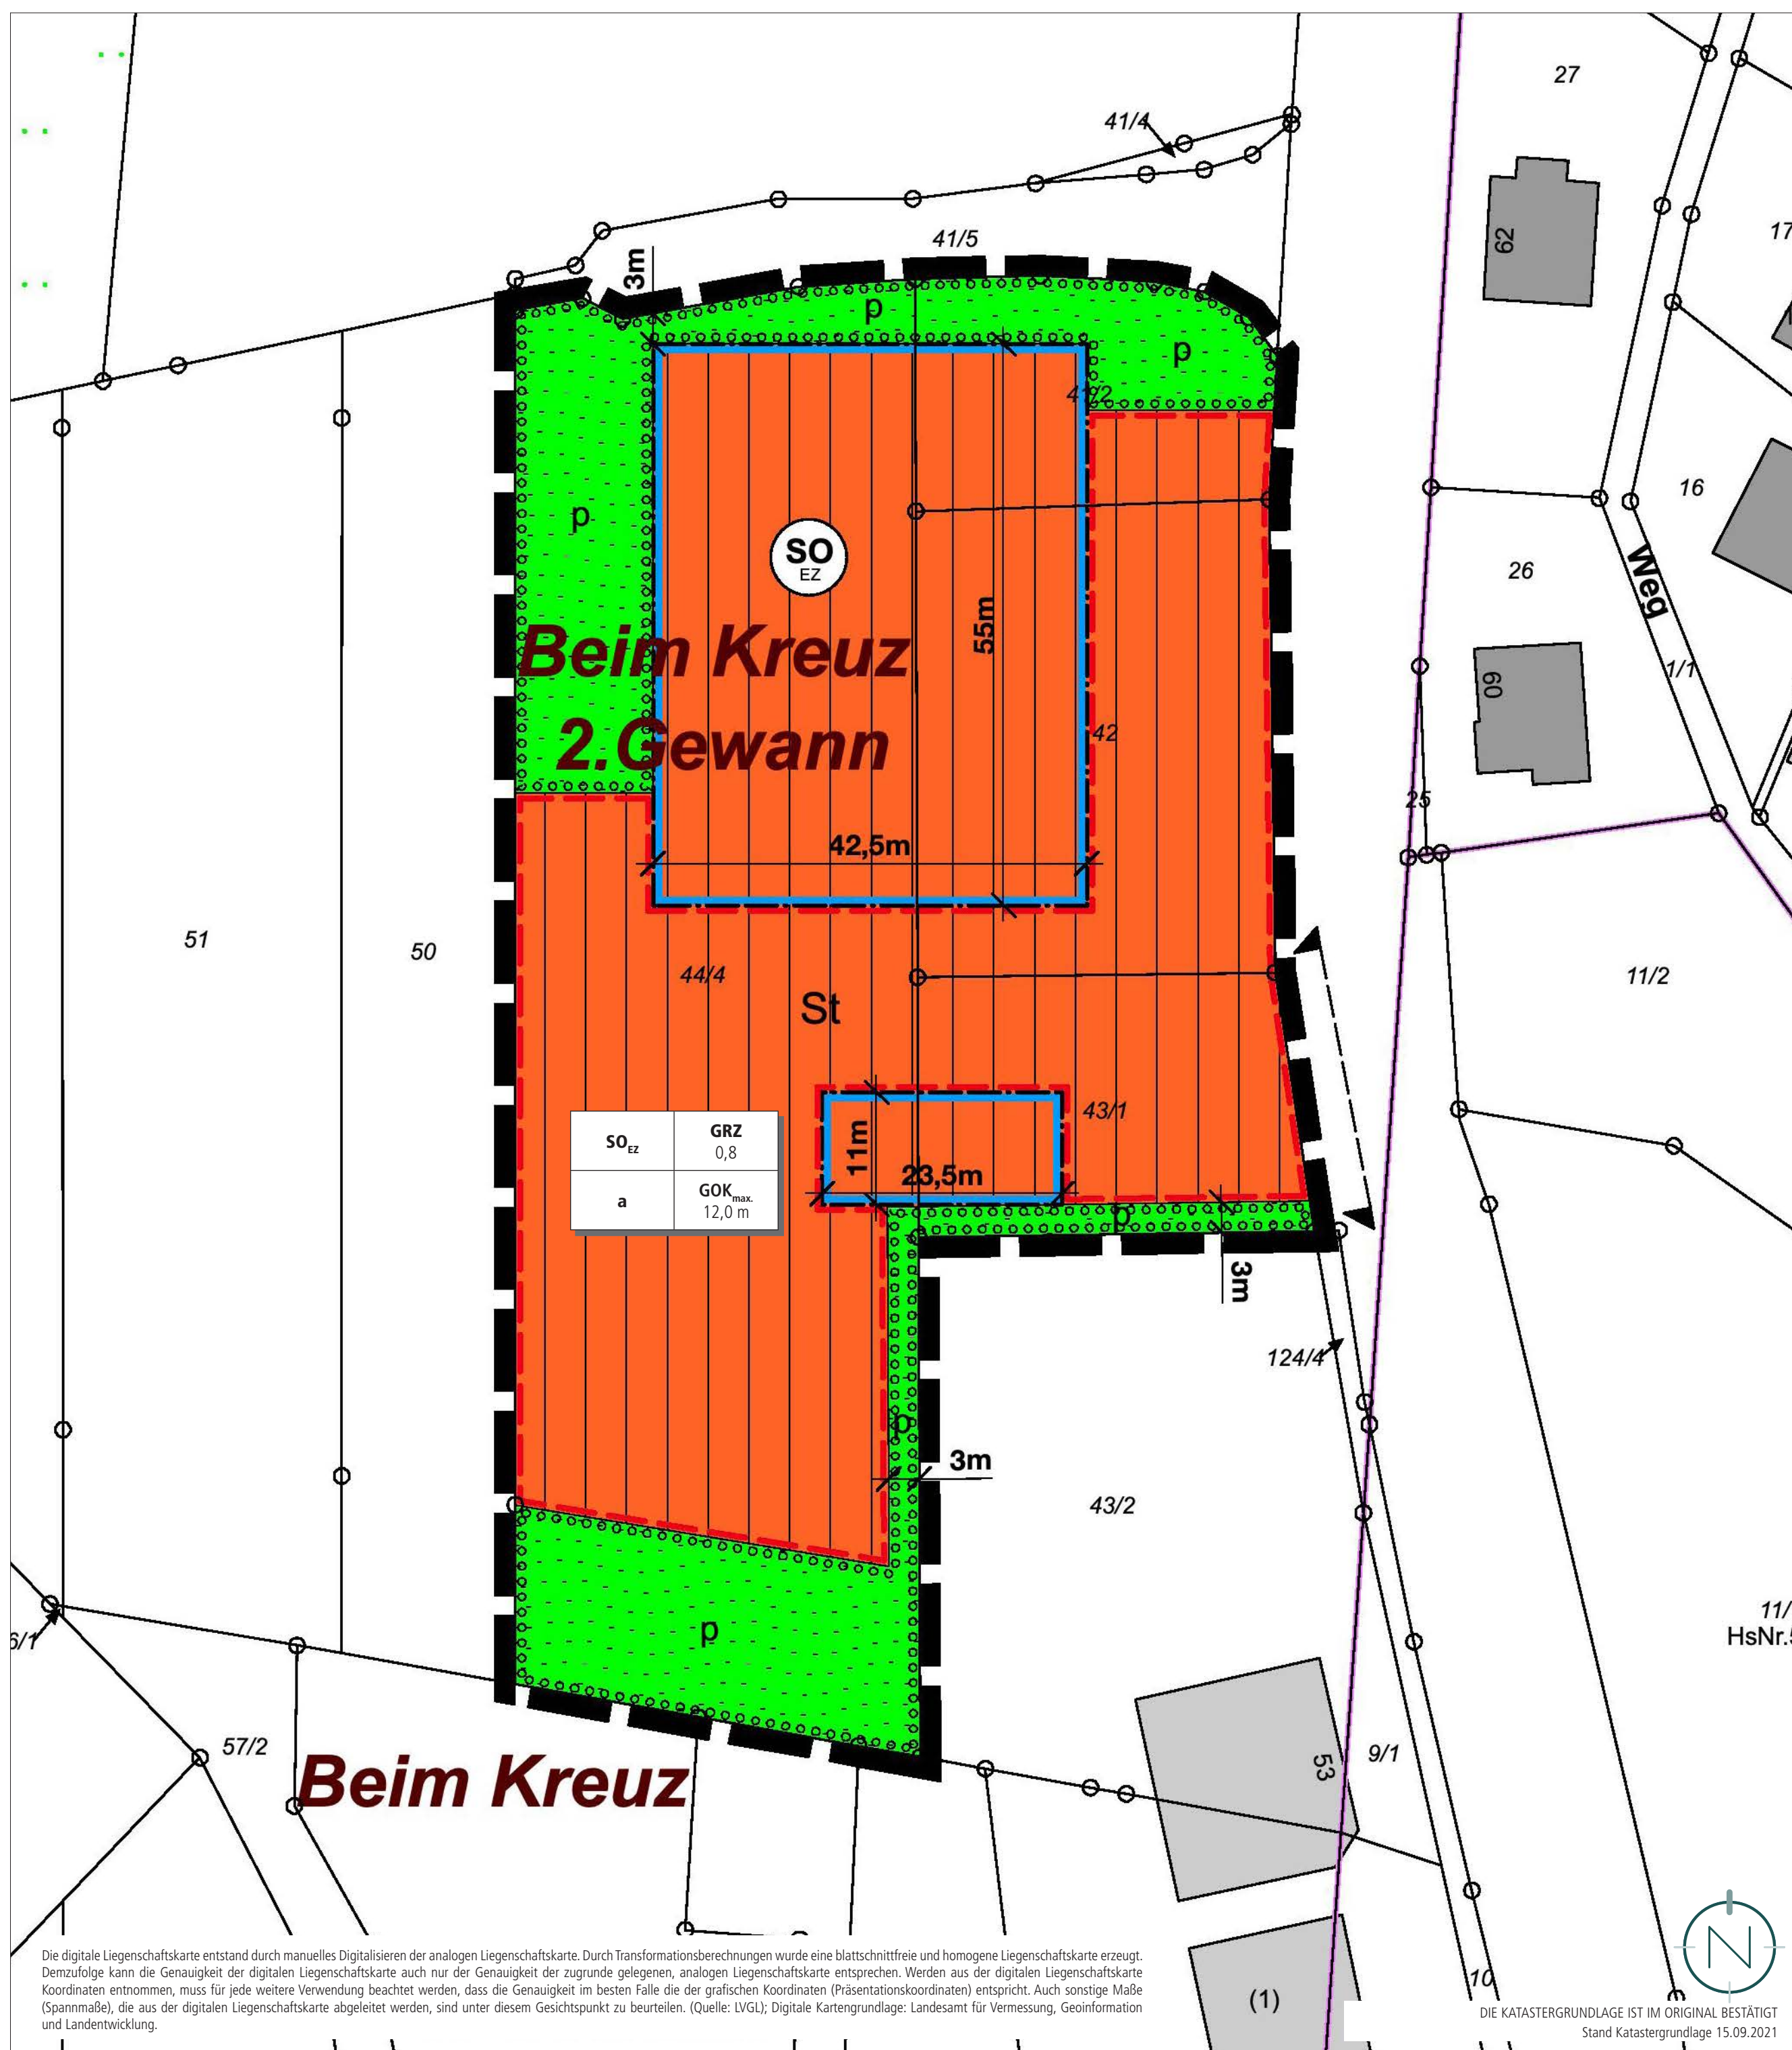 27
41/4
62
17
41/5
3m
p
p
41/2
16
p
SO
EZ
Weg
26
55m
Beim Kreuz
60
1/1
2.Gewann
42
25
42,5m
51
50
44/4
11/2
St
43/1
11m
SOEZ
GRZ
0,8
23,5m
a
GOKmax.
12,0 m
p
3m
124/4
p
3m
43/2
p
6/1
11/
HsNr.
57/2
53
9/1
Beim Kreuz
N
Die digitale Liegenschaftskarte entstand durch manuelles Digitalisieren der analogen Liegenschaftskarte. Durch Transformationsberechnungen wurde eine blattschnittfreie und homogene Liegenschaftskarte erzeugt.
Demzufolge kann die Genauigkeit der digitalen Liegenschaftskarte auch nur der Genauigkeit der zugrunde gelegenen, analogen Liegenschaftskarte entsprechen. Werden aus der digitalen Liegenschaftskarte
Koordinaten entnommen, muss für jede weitere Verwendung beachtet werden, dass die Genauigkeit im besten Falle die der grafischen Koordinaten (Präsentationskoordinaten) entspricht. Auch sonstige Maße
(Spannmaße), die aus der digitalen Liegenschaftskarte abgeleitet werden, sind unter diesem Gesichtspunkt zu beurteilen. (Quelle: LVGL); Digitale Kartengrundlage: Landesamt für Vermessung, Geoinformation
und Landentwicklung.
10
(1)
DIE KATASTERGRUNDLAGE IST IM ORIGINAL BESTÄTIGT
Stand Katastergrundlage 15.09.2021